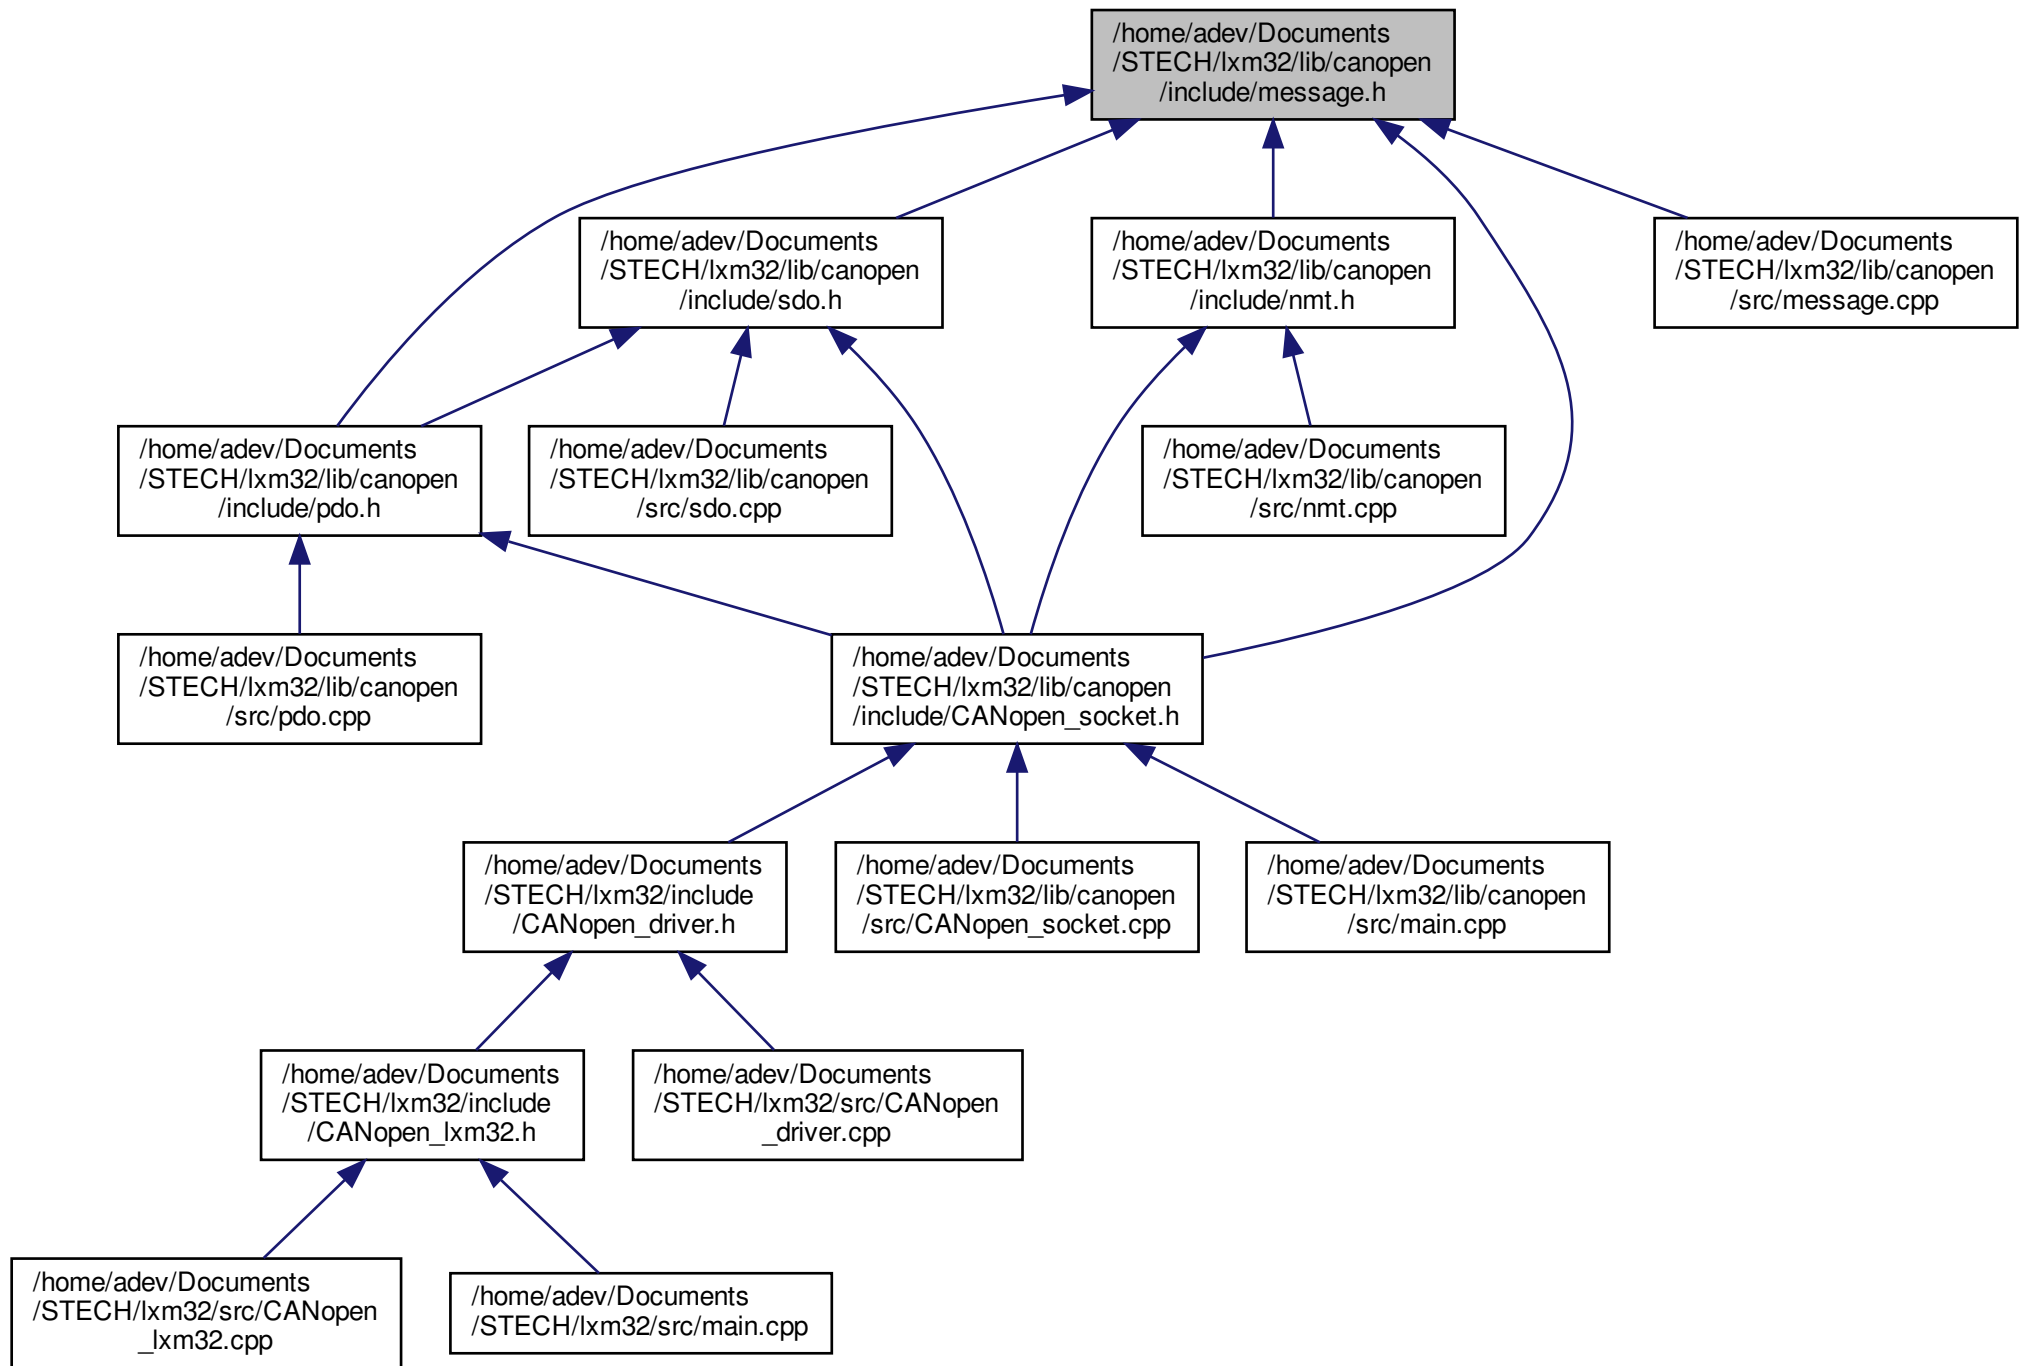 /home/adev/Documents
/STECH/lxm32/lib/canopen
/include/message.h
/home/adev/Documents
/STECH/lxm32/lib/canopen
/include/sdo.h
/home/adev/Documents
/STECH/lxm32/lib/canopen
/include/nmt.h
/home/adev/Documents
/STECH/lxm32/lib/canopen
/src/message.cpp
/home/adev/Documents
/STECH/lxm32/lib/canopen
/include/pdo.h
/home/adev/Documents
/STECH/lxm32/lib/canopen
/src/sdo.cpp
/home/adev/Documents
/STECH/lxm32/lib/canopen
/src/nmt.cpp
/home/adev/Documents
/STECH/lxm32/lib/canopen
/src/pdo.cpp
/home/adev/Documents
/STECH/lxm32/lib/canopen
/include/CANopen_socket.h
/home/adev/Documents
/STECH/lxm32/include
/CANopen_driver.h
/home/adev/Documents
/STECH/lxm32/lib/canopen
/src/CANopen_socket.cpp
/home/adev/Documents
/STECH/lxm32/lib/canopen
/src/main.cpp
/home/adev/Documents
/STECH/lxm32/include
/CANopen_lxm32.h
/home/adev/Documents
/STECH/lxm32/src/CANopen
_driver.cpp
/home/adev/Documents
/STECH/lxm32/src/CANopen
_lxm32.cpp
/home/adev/Documents
/STECH/lxm32/src/main.cpp